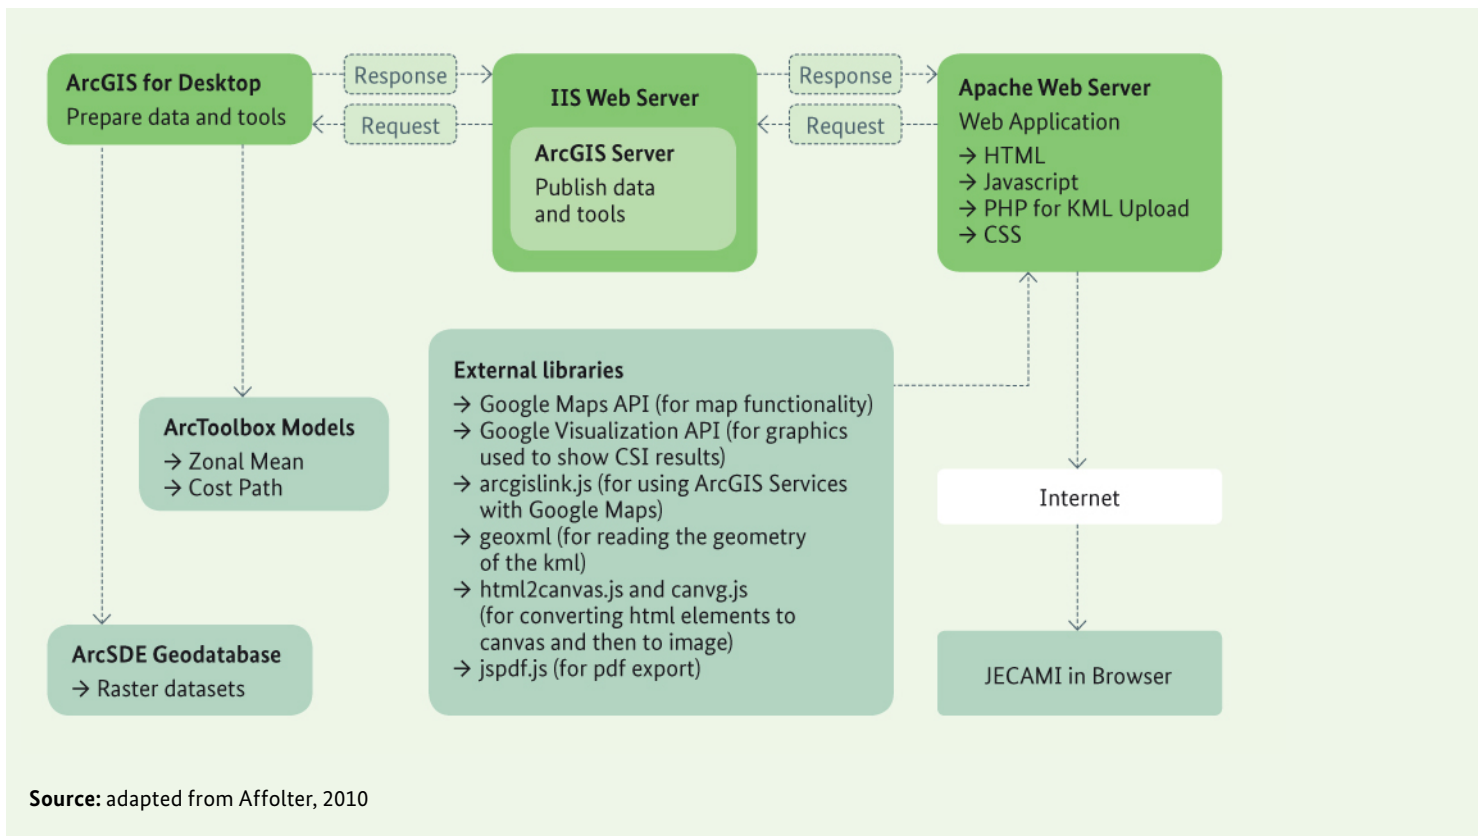 ArcGIS for Desktop
Prepare data and tools
Response
Request
IIS Web Server
ArcGIS Server
Publish data
and tools
Response
Request
Apache Web Server
Web Application
→ HTML
→ Javascript
→ PHP for KML Upload
→ CSS
ArcToolbox Models
→ Zonal Mean
→ Cost Path
ArcSDE Geodatabase
→ Raster datasets
External libraries
→ Google Maps API (for map functionality)
→ Google Visualization API (for graphics
used to show CSI results)
→ arcgislink.js (for using ArcGIS Services
with Google Maps)
→ geoxml (for reading the geometry
of the kml)
→ html2canvas.js and canvg.js
(for converting html elements to
canvas and then to image)
→ jspdf.js (for pdf export)
Internet
JECAMI in Browser
Source: adapted from Affolter, 2010